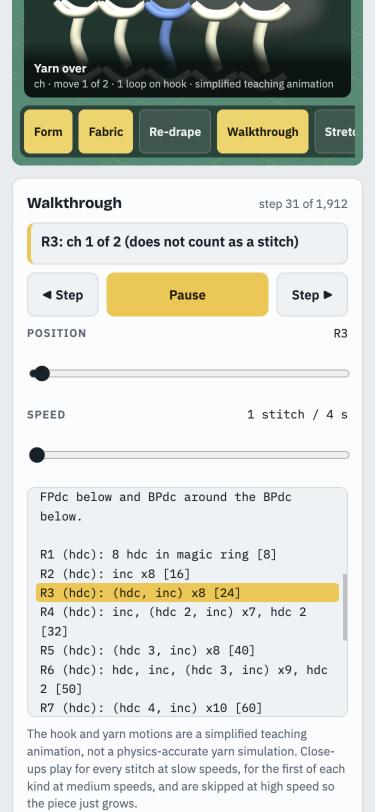 Yarn over
ch · move 1 of 2 · 1 loop on hook · simplified teaching animation
Form Fabric Re-drape Walkthrough Stretc
Walkthrough step 31 of 1,912
R3: ch 1 of 2 (does not count as a stitch)
◄ Step Pause Step ►
POSITION R3
SPEED 1 stitch / 4 s
FPdc below and BPdc around the BPdc
below.
R1 (hdc): 8 hdc in magic ring [8]
R2 (hdc): inc x8 [16]
R3 (hdc): (hdc, inc) x8 [24]
R4 (hdc): inc, (hdc 2, inc) x7, hdc 2
[32]
R5 (hdc): (hdc 3, inc) x8 [40]
R6 (hdc): hdc, inc, (hdc 3, inc) x9, hdc
2 [50]
R7 (hdc): (hdc 4, inc) x10 [60]
The hook and yarn motions are a simplified teaching
animation, not a physics-accurate yarn simulation. Close-
ups play for every stitch at slow speeds, for the first of each
kind at medium speeds, and are skipped at high speed so
the piece just grows.